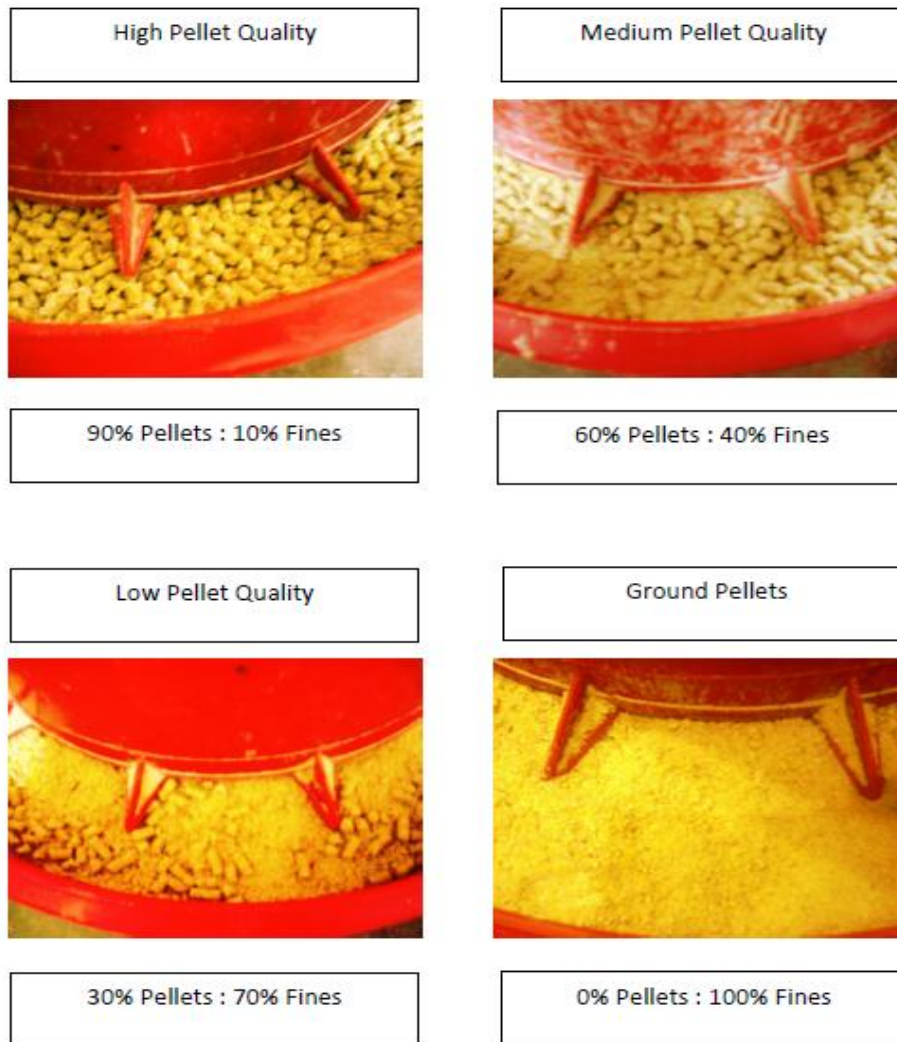 High Pellet Quality
Medium Pellet Quality
90% Pellets : 10% Fines
60% Pellets : 40% Fines
Low Pellet Quality
Ground Pellets
30% Pellets : 70% Fines
0% Pellets : 100% Fines